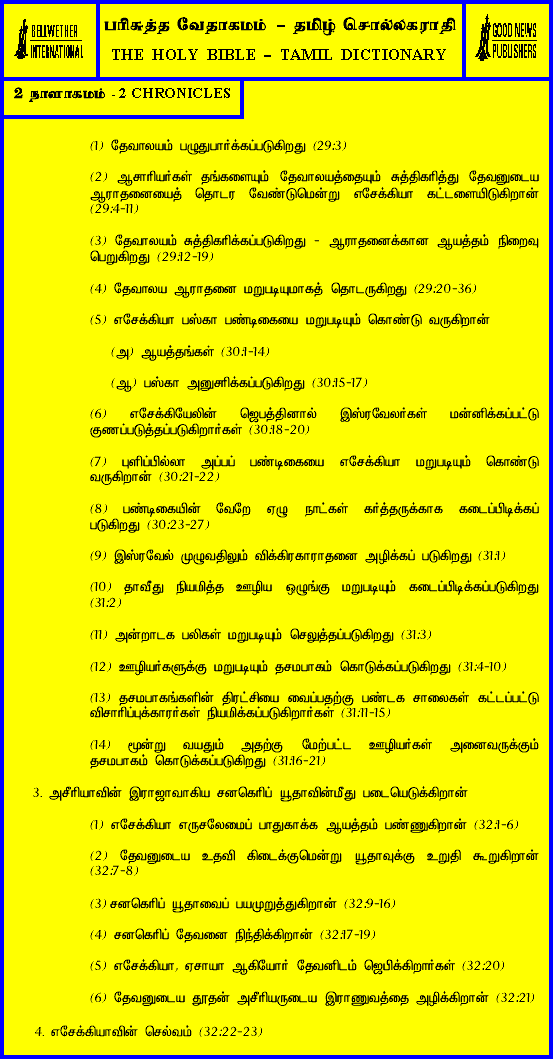 BELLWETHER
INTERNATIONAL
பரிசுத்த வேதாகமம் – தமிழ் சொல்லகராதி
THE HOLY BIBLE – TAMIL DICTIONARY
GOOD NEWS
PUBLISHERS
2 நாளாகமம் - 2 CHRONICLES
(1) தேவாலயம் பழுதுபார்க்கப்படுகிறது (29:3)
(2) ஆசாரியர்கள் தங்களையும் தேவாலயத்தையும் சுத்திகரித்து தேவனுடைய
ஆராதனையைத் தொடர வேண்டுமென்று எசேக்கியா கட்டளையிடுகிறான்
(29:4-11)
(3) தேவாலயம் சுத்திகரிக்கப்படுகிறது - ஆராதனைக்கான ஆயத்தம் நிறைவு
பெறுகிறது (29:12-19)
(4) தேவாலய ஆராதனை மறுபடியுமாகத் தொடருகிறது (29:20-36)
(5) எசேக்கியா பஸ்கா பண்டிகையை மறுபடியும் கொண்டு வருகிறான்
(அ) ஆயத்தங்கள் (30:1-14)
(ஆ) பஸ்கா அனுசரிக்கப்படுகிறது (30:15-17)
(6) எசேக்கியேலின் ஜெபத்தினால் இஸ்ரவேலர்கள் மன்னிக்கப்பட்டு
குணப்படுத்தப்படுகிறார்கள் (30:18-20)
(7) புளிப்பில்லா அப்பப் பண்டிகையை எசேக்கியா மறுபடியும் கொண்டு
வருகிறான் (30:21-22)
(8) பண்டிகையின் வேறே ஏழு நாட்கள் கர்த்தருக்காக கடைப்பிடிக்கப்
படுகிறது (30:23-27)
(9) இஸ்ரவேல் முழுவதிலும் விக்கிரகாராதனை அழிக்கப் படுகிறது (31:1)
(10) தாவீது நியமித்த ஊழிய ஒழுங்கு மறுபடியும் கடைப்பிடிக்கப்படுகிறது
(31:2)
(11) அன்றாடக பலிகள் மறுபடியும் செலுத்தப்படுகிறது (31:3)
(12) ஊழியர்களுக்கு மறுபடியும் தசமபாகம் கொடுக்கப்படுகிறது (31:4-10)
(13) தசமபாகங்களின் திரட்சியை வைப்பதற்கு பண்டக சாலைகள் கட்டப்பட்டு
விசாரிப்புக்காரர்கள் நியமிக்கப்படுகிறார்கள் (31:11-15)
(14) மூன்று வயதும் அதற்கு மேற்பட்ட ஊழியர்கள் அனைவருக்கும்
தசமபாகம் கொடுக்கப்படுகிறது (31:16-21)
3. அசீரியாவின் இராஜாவாகிய சனகெரிப் யூதாவின்மீது படையெடுக்கிறான்
(1) எசேக்கியா எருசலேமைப் பாதுகாக்க ஆயத்தம் பண்ணுகிறான் (32:1-6)
(2) தேவனுடைய உதவி கிடைக்குமென்று யூதாவுக்கு உறுதி கூறுகிறான்
(32:7-8)
(3) சனகெரிப் யூதாவைப் பயமுறுத்துகிறான் (32:9-16)
(4) சனகெரிப் தேவனை நிந்திக்கிறான் (32:17-19)
(5) எசேக்கியா, ஏசாயா ஆகியோர் தேவனிடம் ஜெபிக்கிறார்கள் (32:20)
(6) தேவனுடைய தூதன் அசீரியருடைய இராணுவத்தை அழிக்கிறான் (32:21)
4. எசேக்கியாவின் செல்வம் (32:22-23)